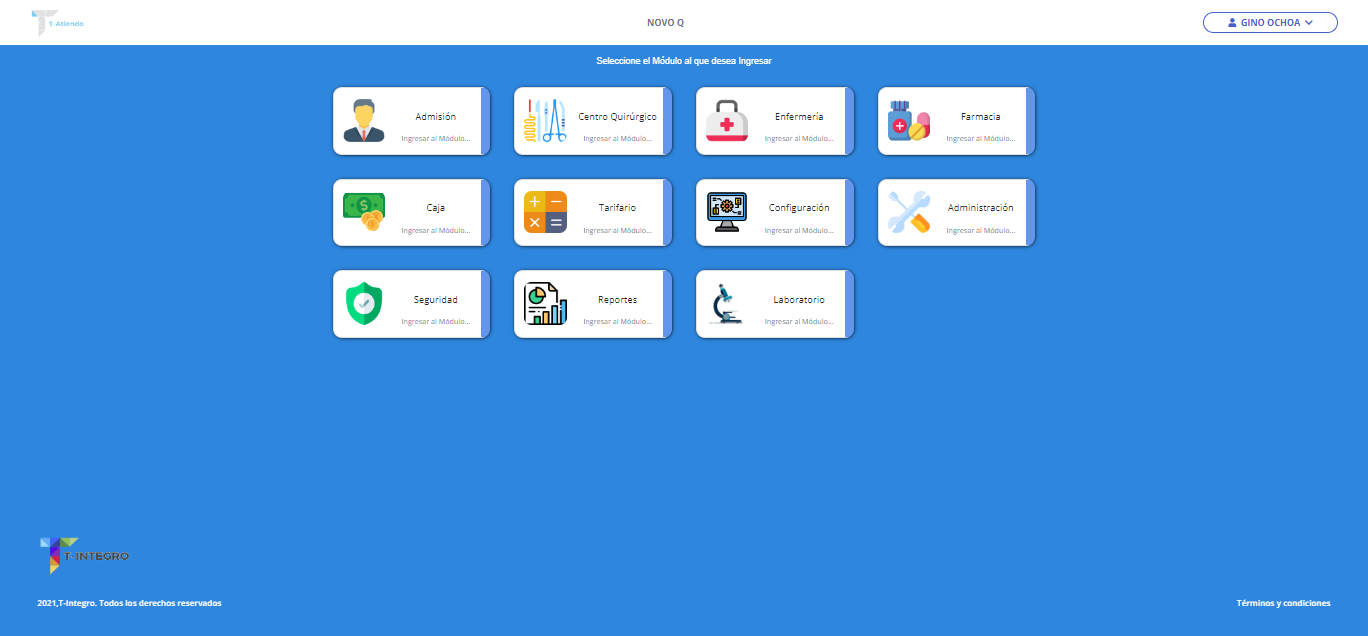 T-Atiendo
NOVO Q
GINO OCHOA
Seleccione el Módulo al que desea Ingresar
Admisión
Ingresar al Módulo...
Centro Quirúrgico
Ingresar al Módulo...
Enfermería
Ingresar al Módulo...
Farmacia
Ingresar al Módulo...
Caja
Ingresar al Módulo...
Tarifario
Ingresar al Módulo...
Configuración
Ingresar al Módulo...
Administración
Ingresar al Módulo...
Seguridad
Ingresar al Módulo...
Reportes
Ingresar al Módulo...
Laboratorio
Ingresar al Módulo...
T-INTEGRO
2021,T-Integro. Todos los derechos reservados
Términos y condiciones